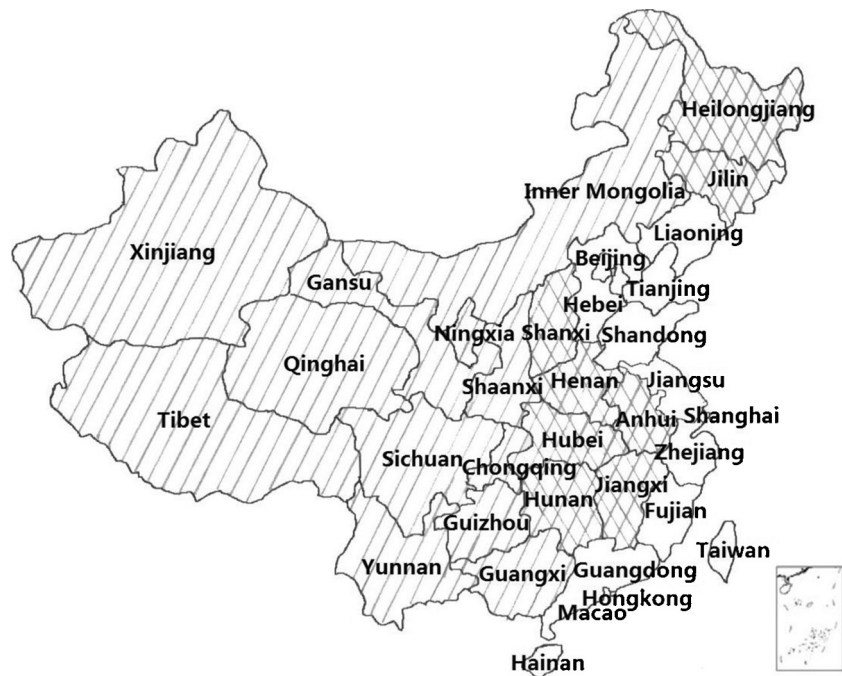 Heilongjiang
Jilin
Inner Mongolia
Liaoning
Xinjiang
Beijing
Gansu
Tianjing
Hebei
Ningxia
Shanxi
Shandong
Qinghai
Shaanxi
Henan
Jiangsu
Tibet
Anhui
Shanghai
Hubei
Zhejiang
Sichuan
Chongqing
Jiangxi
Hunan
Fujian
Guizhou
Taiwan
Yunnan
Guangxi
Guangdong
Hongkong
Macao
Hainan